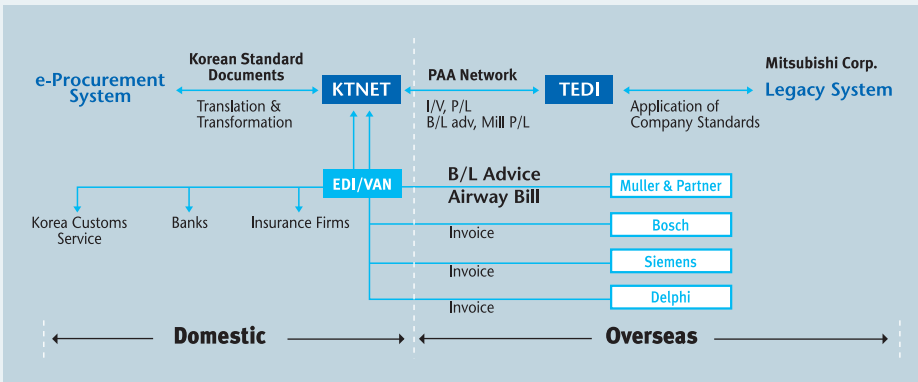 Korean Standard
Documents
e-Procurement
System
Translation &
Transformation
KTNET
PAA Network
I/V, P/L
B/L adv, Mill P/L
TEDI
Application of
Company Standards
Mitsubishi Corp.
Legacy System
EDI/VAN
B/L Advice
Airway Bill
Muller & Partner
Korea Customs
Service
Banks
Insurance Firms
Invoice
Bosch
Invoice
Siemens
Invoice
Delphi
Domestic
Overseas